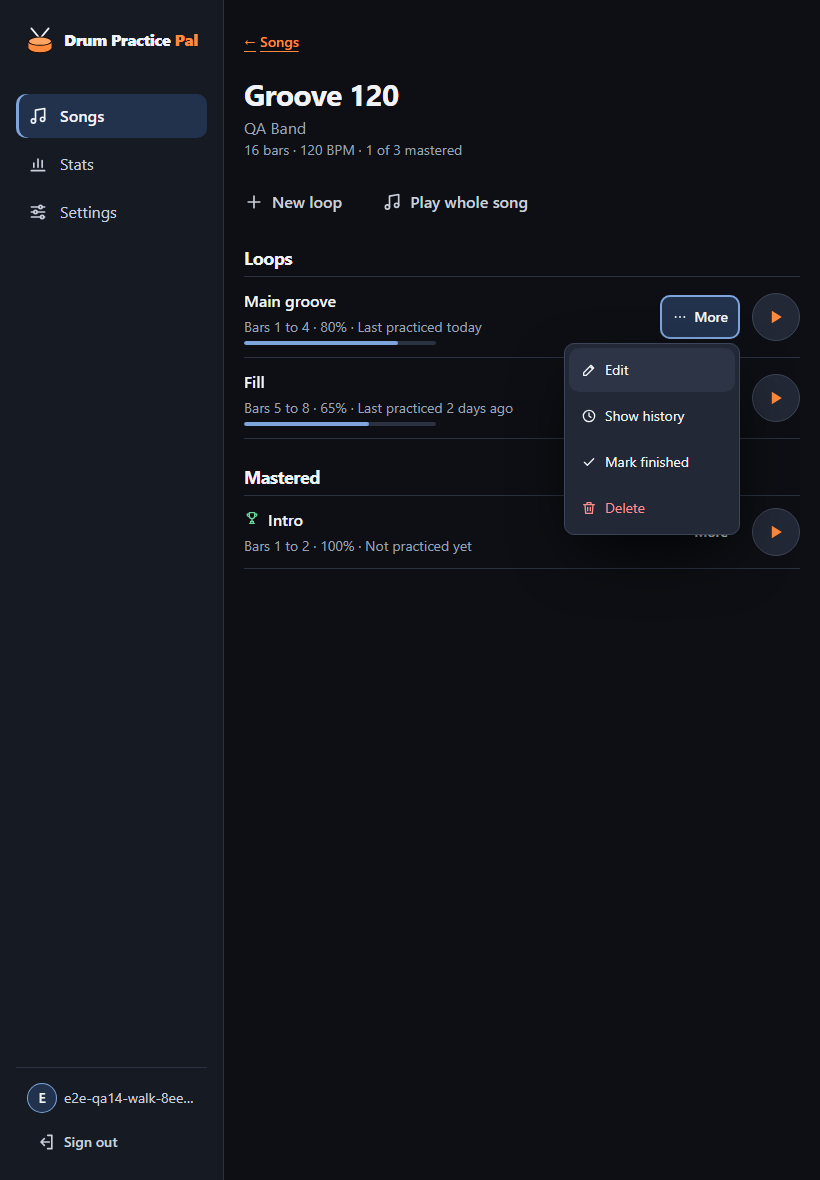 Drum Practice Pal
Songs
Stats
Settings
← Songs
Groove 120
QA Band
16 bars · 120 BPM · 1 of 3 mastered
New loop
Play whole song
Loops
Main groove
Bars 1 to 4 · 80% · Last practiced today
··· More
Edit
Show history
Mark finished
Delete
Fill
Bars 5 to 8 · 65% · Last practiced 2 days ago
Mastered
Intro
Bars 1 to 2 · 100% · Not practiced yet
E
e2e-qa14-walk-8ee...
Sign out